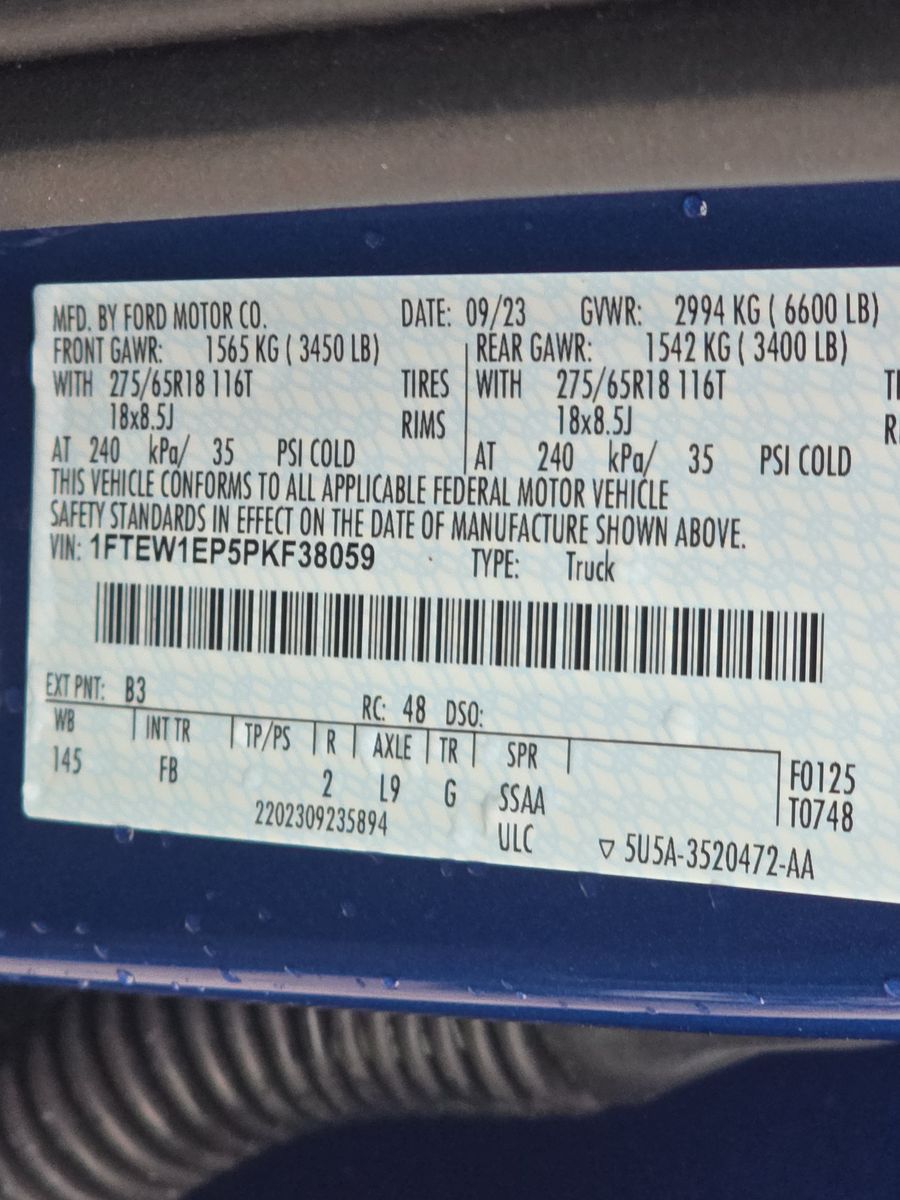 MFD. BY FORD MOTOR CO. DATE: 09/23 GVWR: 2994 KG ( 6600 LB)
FRONT GAWR: 1565 KG ( 3450 LB) REAR GAWR: 1542 KG ( 3400 LB)
WITH 275/65R18 116T TIRES WITH 275/65R18 116T
18x8.5J RIMS 18x8.5J
AT 240 kPa/ 35 PSI COLD AT 240 kPa/ 35 PSI COLD
THIS VEHICLE CONFORMS TO ALL APPLICABLE FEDERAL MOTOR VEHICLE
SAFETY STANDARDS IN EFFECT ON THE DATE OF MANUFACTURE SHOWN ABOVE.
VIN: 1FTEW1EP5PKF38059 TYPE: Truck
EXT PNT: B3 RC: 48 DSO:
WB INT TR TP/PS R AXLE TR SPR
145 FB 2 L9 G SSAA
F0125
T0748
2202309235894 ULC ▽ 5U5A-3520472-AA